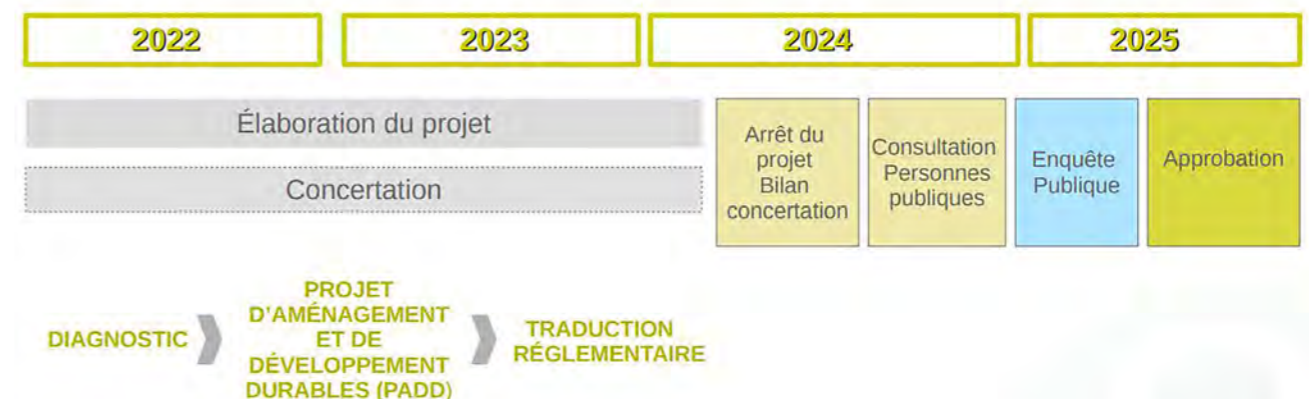 2022 2023 2024 2025
Élaboration du projet
Concertation
Arrêt du
projet
Bilan
concertation
Consultation
Personnes
publiques
Enquête
Publique
Approbation
DIAGNOSTIC
PROJET
D'AMÉNAGEMENT
ET DE
DÉVELOPPEMENT
DURABLES (PADD)
TRADUCTION
RÉGLEMENTAIRE